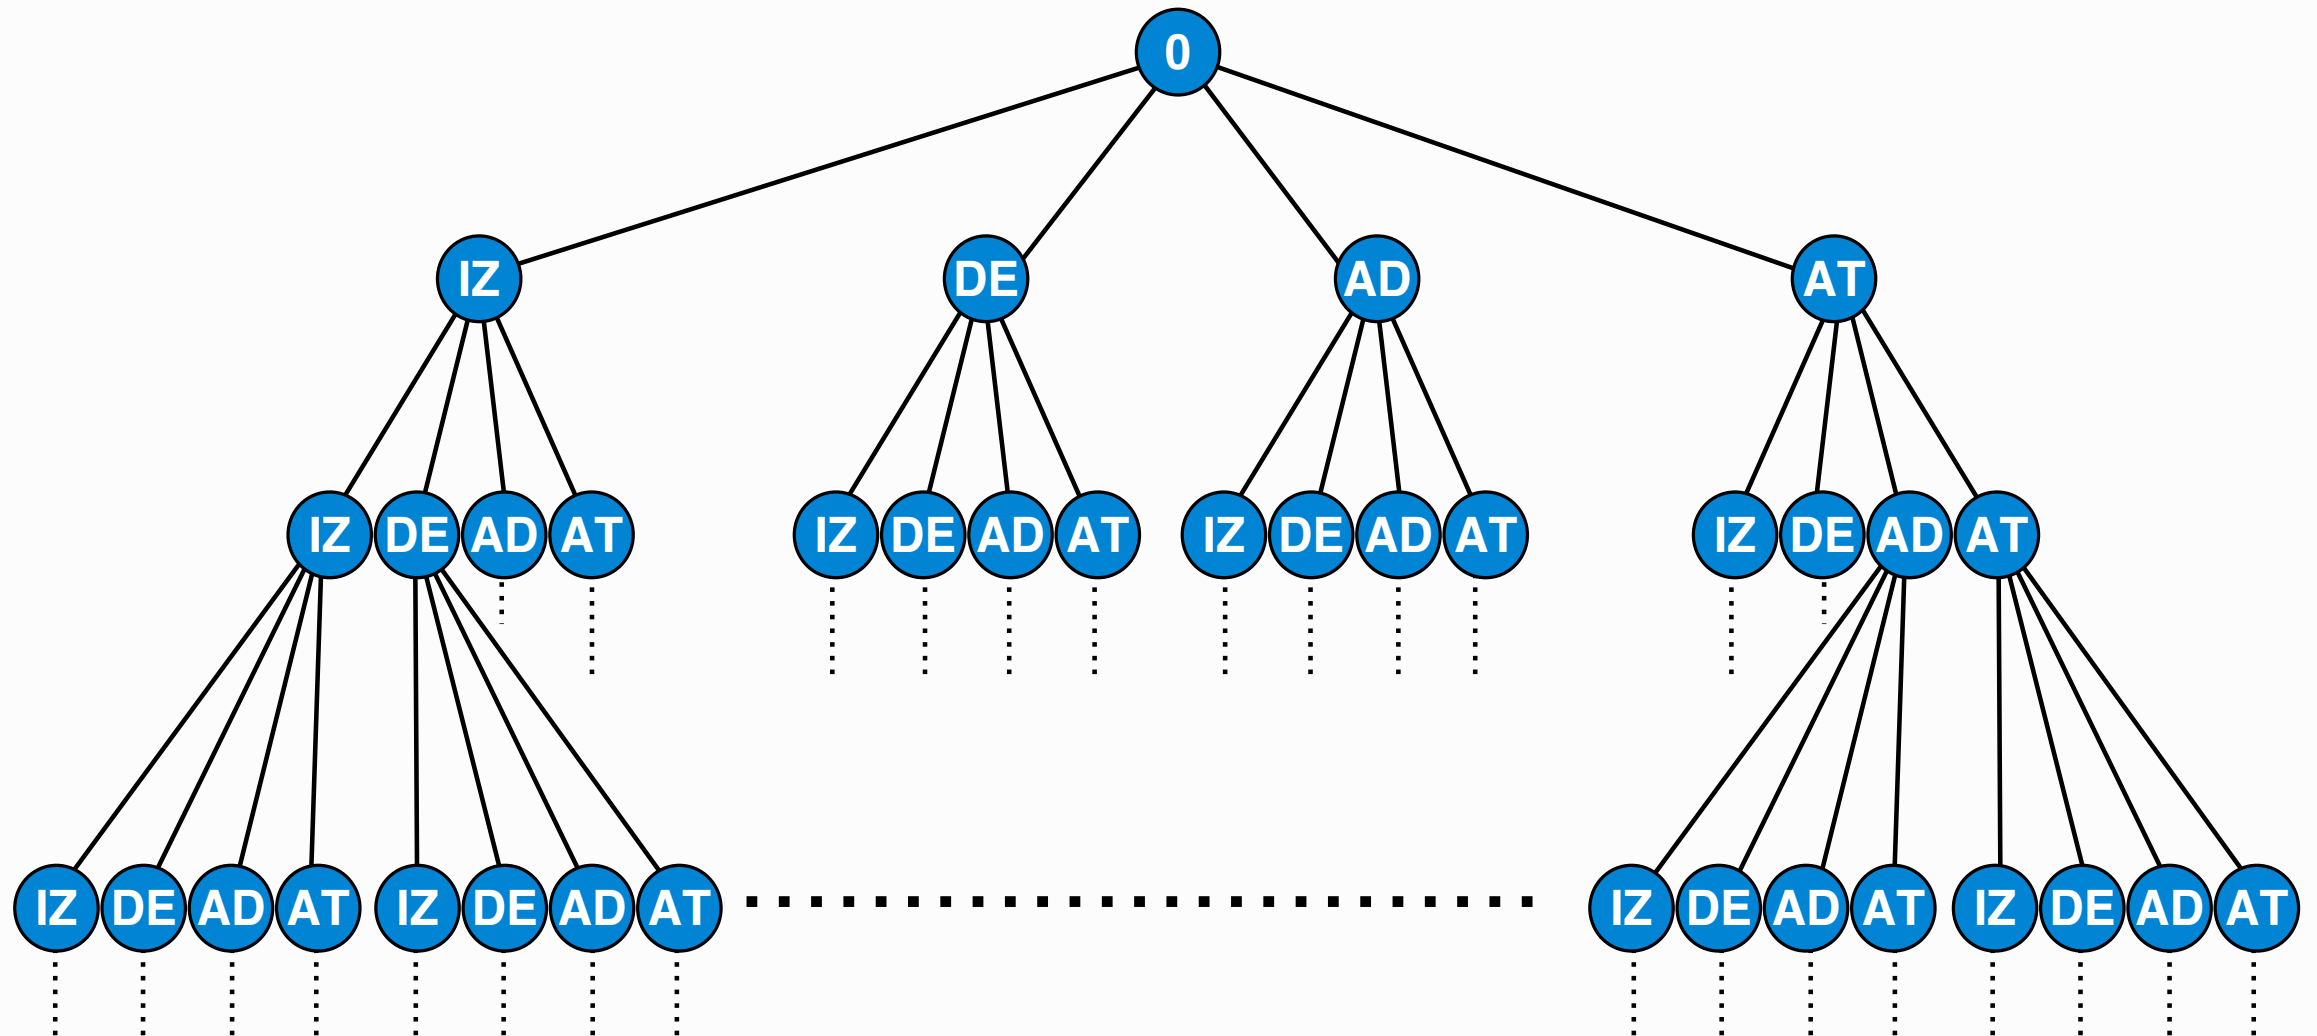 0
IZ DE AD AT
IZ DE AD AT IZ DE AD AT IZ DE AD AT IZ DE AD AT
IZ DE AD AT IZ DE AD AT IZ DE AD AT IZ DE AD AT